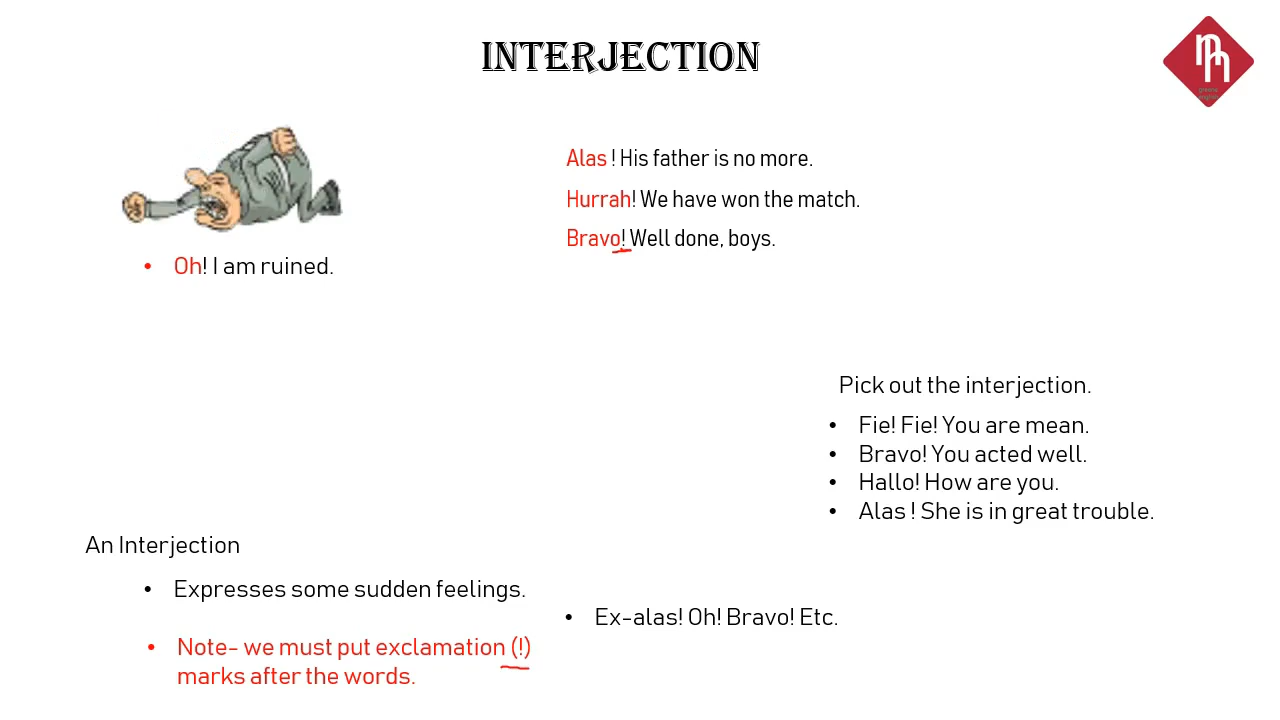 INTERJECTION
Alas ! His father is no more.
Hurrah! We have won the match.
Bravo! Well done, boys.
• Oh! I am ruined.
Pick out the interjection.
• Fie! Fie! You are mean.
• Bravo! You acted well.
• Hallo! How are you.
• Alas ! She is in great trouble.
An Interjection
• Expresses some sudden feelings.
• Ex-alas! Oh! Bravo! Etc.
• Note- we must put exclamation (!)
marks after the words.